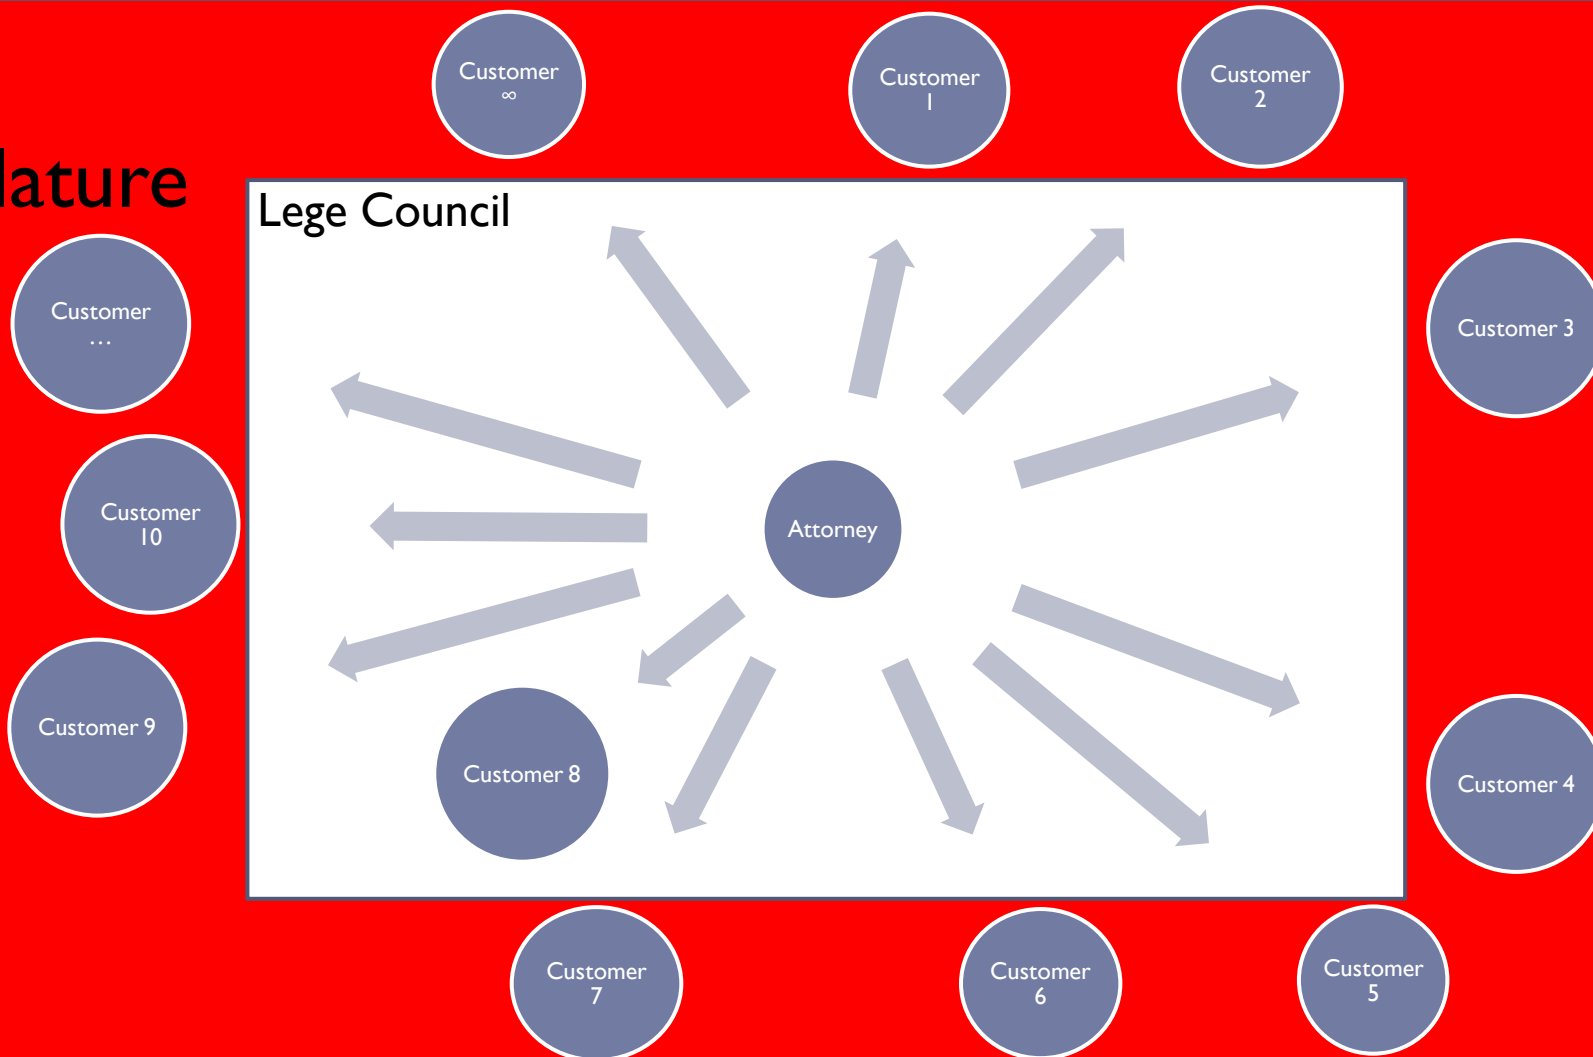 Customer
∞
Customer
1
Customer
2
lature
Lege Council
Customer
…
Customer 3
Customer
10
Attorney
Customer 9
Customer 8
Customer 4
Customer
7
Customer
6
Customer
5